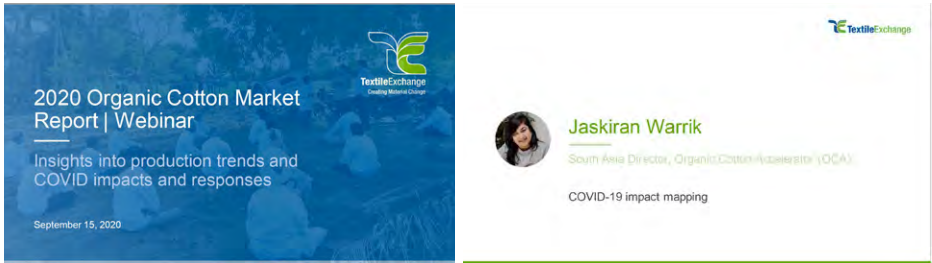 TextileExchange
Creating Material Change
2020 Organic Cotton Market
Report | Webinar
Insights into production trends and
COVID impacts and responses
September 15, 2020
TextileExchange
Jaskiran Warrik
South Asia Director, Organic Cotton Accelerator (OCA)
COVID-19 impact mapping